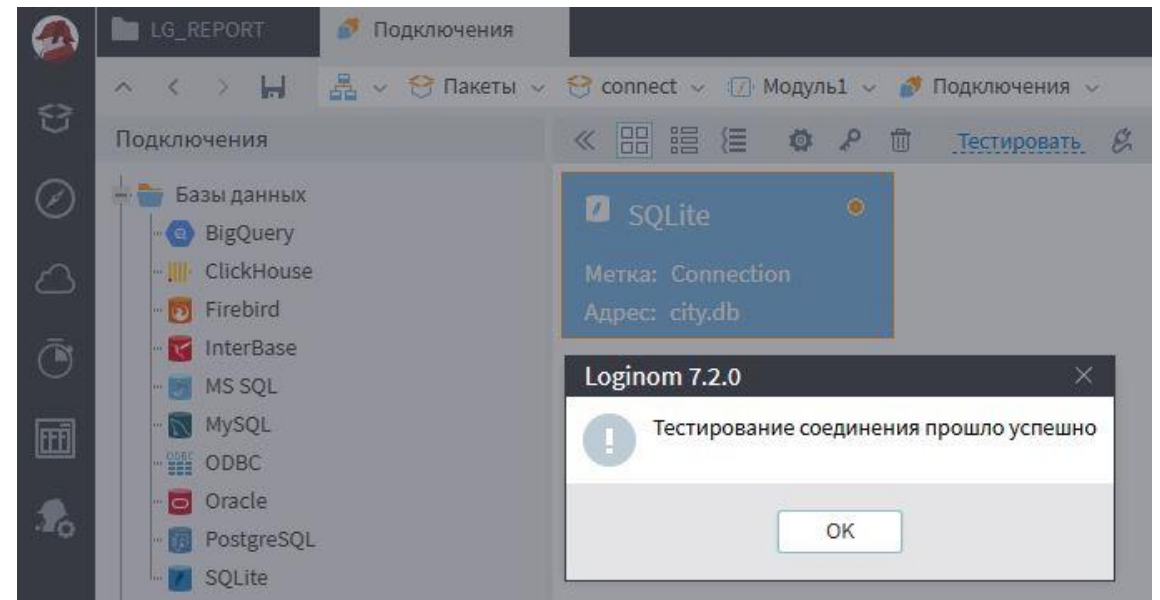 LG_REPORT
Подключения
Пакеты
connect
Модуль1
Подключения
Подключения
Тестировать
Базы данных
BigQuery
ClickHouse
Firebird
InterBase
MS SQL
MySQL
ODBC
ODBC
Oracle
PostgreSQL
SQLite
SQLite
Метка: Connection
Адрес: city.db
Loginom 7.2.0
Тестирование соединения прошло успешно
OK